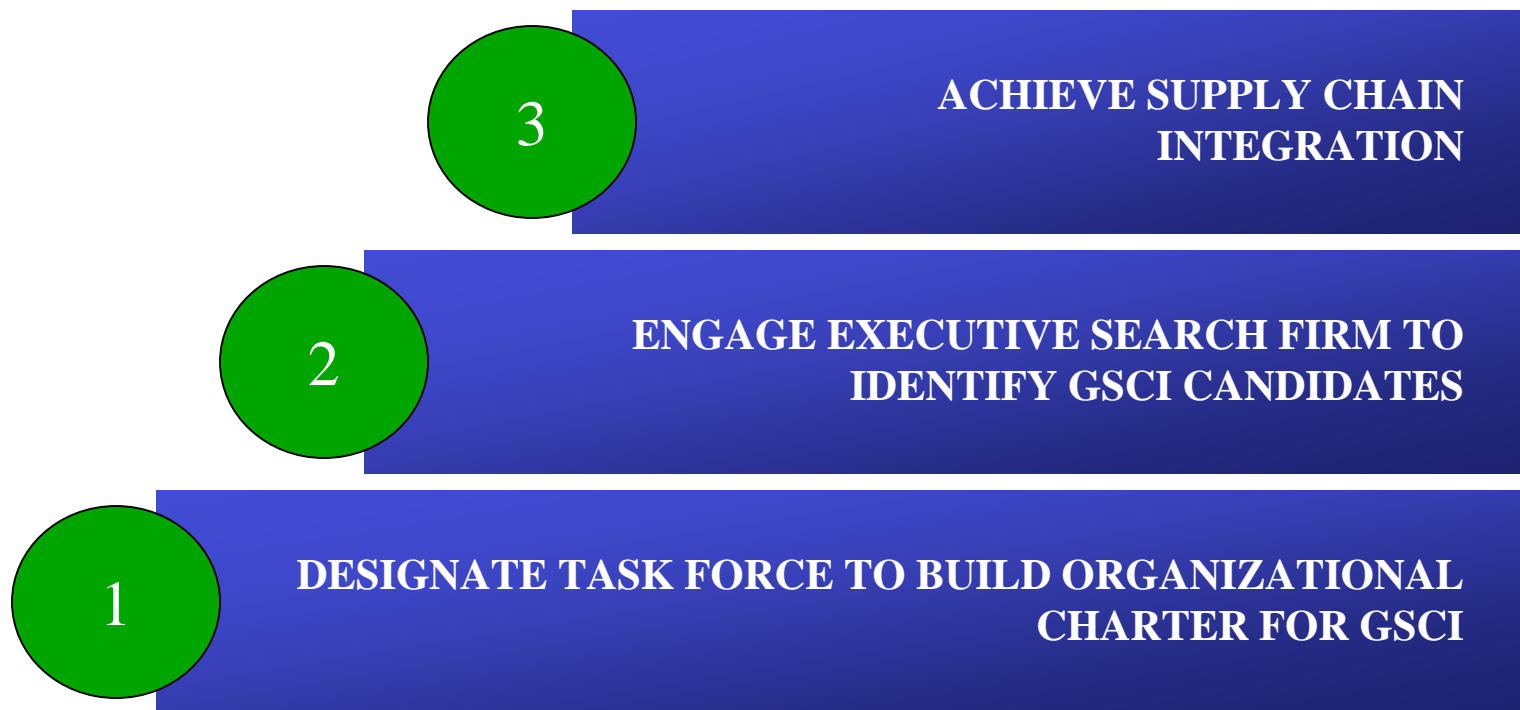 3
ACHIEVE SUPPLY CHAIN
INTEGRATION
2
ENGAGE EXECUTIVE SEARCH FIRM TO
IDENTIFY GSCI CANDIDATES
1
DESIGNATE TASK FORCE TO BUILD ORGANIZATIONAL
CHARTER FOR GSCI